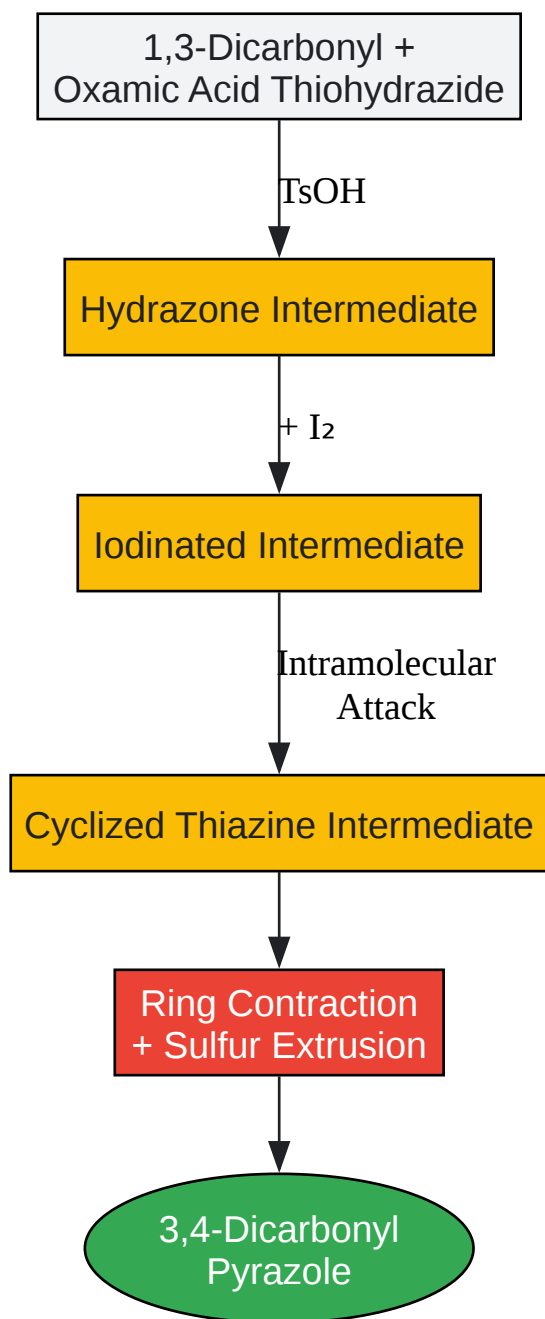 1,3-Dicarbonyl +
Oxamic Acid Thiohydrazide
TsOH
Hydrazone Intermediate
+ I₂
Iodinated Intermediate
Intramolecular
Attack
Cyclized Thiazine Intermediate
Ring Contraction
+ Sulfur Extrusion
3,4-Dicarbonyl
Pyrazole